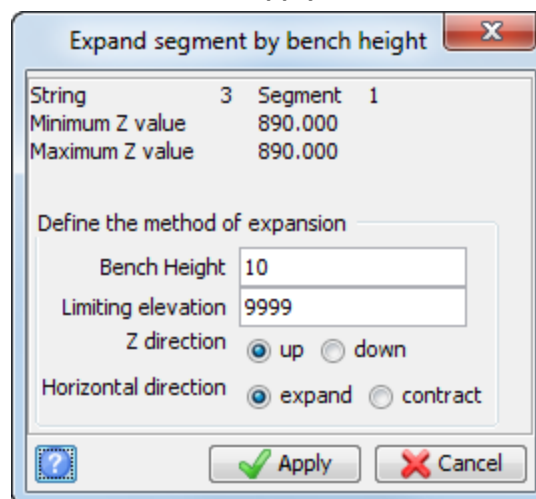 Expand segment by bench height
String 3 Segment 1
Minimum Z value 890.000
Maximum Z value 890.000
Define the method of expansion
Bench Height 10
Limiting elevation 9999
Z direction up down
Horizontal direction expand contract
? Apply Cancel